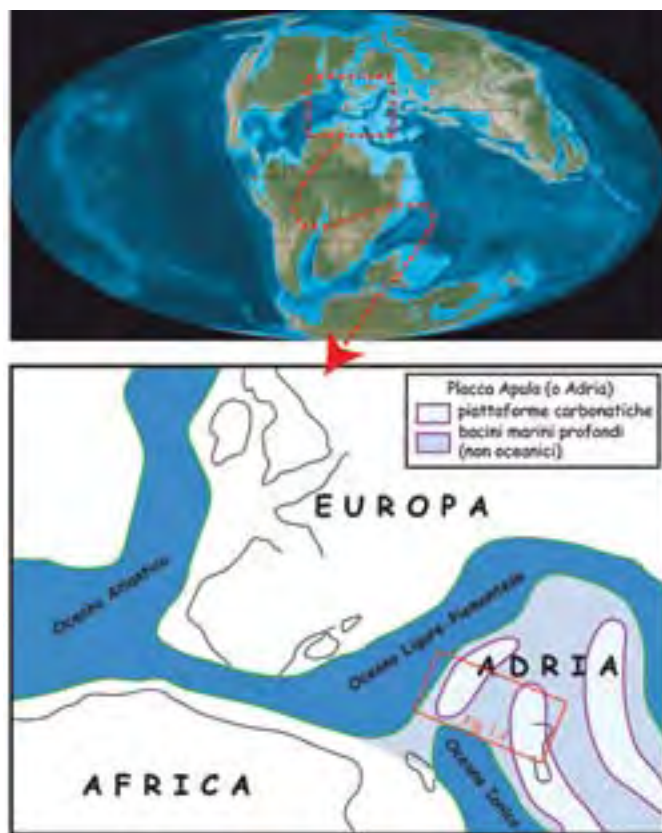 Placca Apula (o Adria)
piattaforme carbonatiche
bacini marini profondi
(non oceanici)
EUROPA
Oceano Atlantico
Oceano Ligure Piemontese
ADRIA
Oceano Ionico
AFRICA